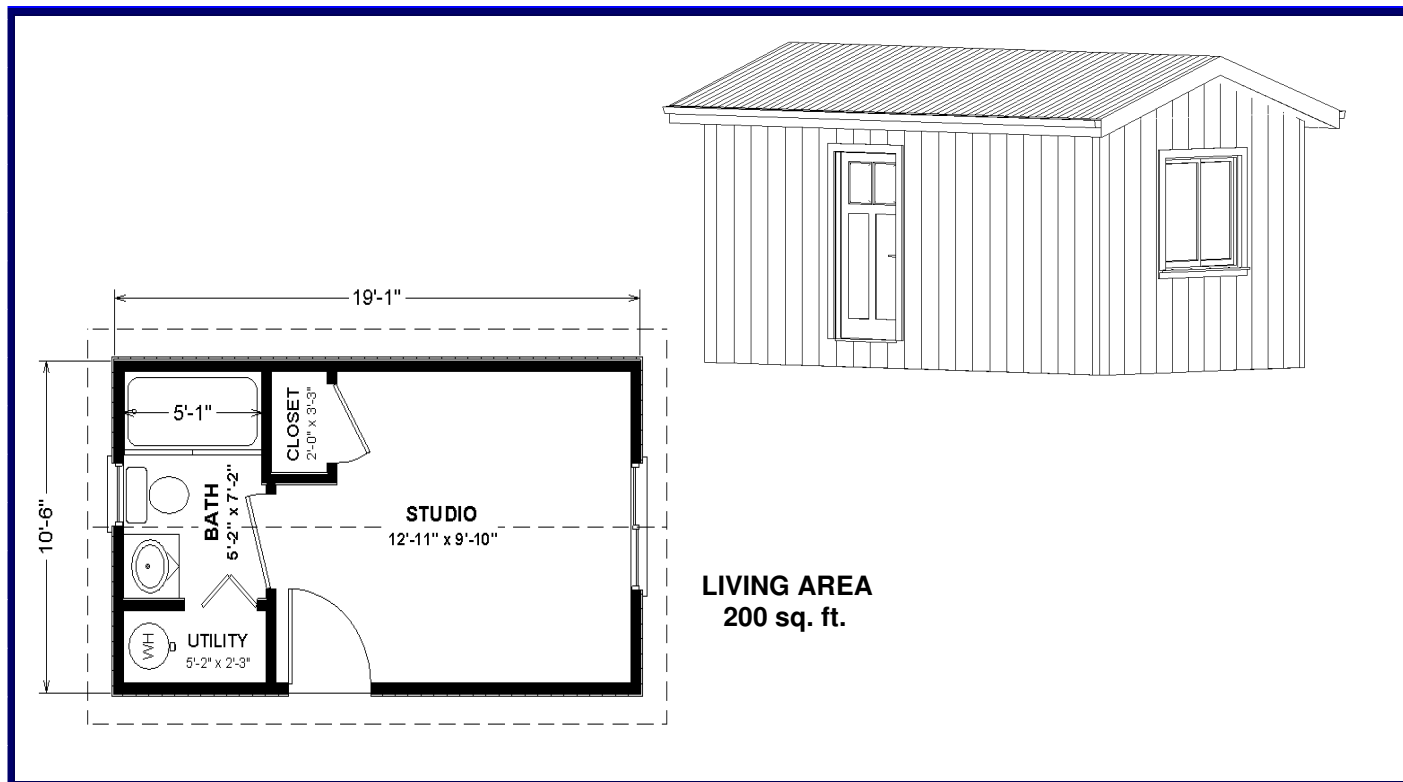 19'-1"
10'-6"
5'-1"
CLOSET
2'-0" x 3'-3"
BATH
5'-2" x 7'-2"
STUDIO
12'-11" x 9'-10"
WH
UTILITY
5'-2" x 2'-3"
LIVING AREA
200 sq. ft.